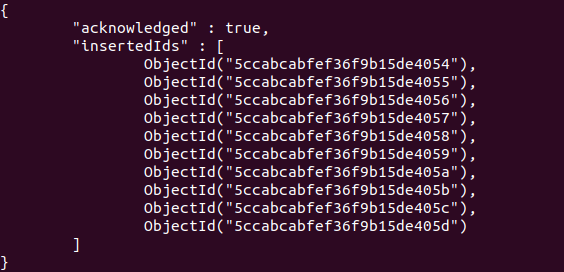 {
"acknowledged" : true,
"insertedIds" : [
ObjectId("5ccabcabfef36f9b15de4054"),
ObjectId("5ccabcabfef36f9b15de4055"),
ObjectId("5ccabcabfef36f9b15de4056"),
ObjectId("5ccabcabfef36f9b15de4057"),
ObjectId("5ccabcabfef36f9b15de4058"),
ObjectId("5ccabcabfef36f9b15de4059"),
ObjectId("5ccabcabfef36f9b15de405a"),
ObjectId("5ccabcabfef36f9b15de405b"),
ObjectId("5ccabcabfef36f9b15de405c"),
ObjectId("5ccabcabfef36f9b15de405d")
]
}